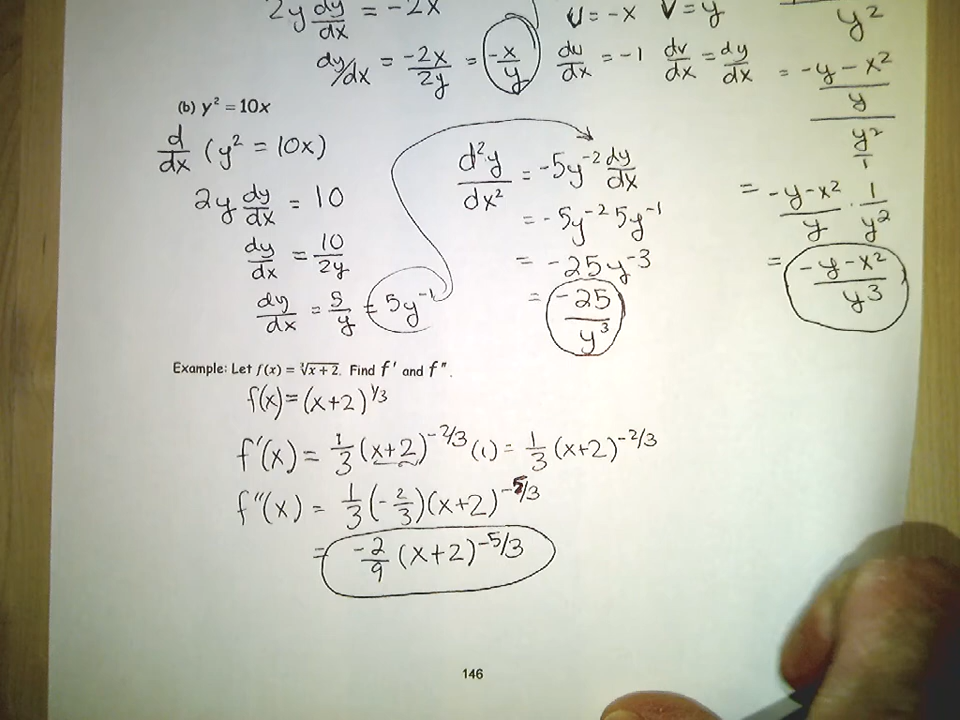 2y dy/dx = -2x
dy/dx = -2x/2y = -x/y
u = -x v = y
du/dx = -1 dv/dx = dy/dx
y²
= (-y-x²)/y
y²/1
= (-y-x²)/y · 1/y²
= (-y-x²)/y³
(b) y² = 10x
d/dx (y² = 10x)
2y dy/dx = 10
dy/dx = 10/2y
dy/dx = 5/y = 5y⁻¹
d²y/dx² = -5y⁻² dy/dx
= -5y⁻² 5y⁻¹
= -25y⁻³
= -25/y³
Example: Let f(x) = ∛(x+2). Find f' and f".
f(x) = (x+2)^1/3
f'(x) = 1/3 (x+2)^-2/3 (1) = 1/3 (x+2)^-2/3
f"(x) = 1/3 (-2/3)(x+2)^-5/3
= -2/9 (x+2)^-5/3
146